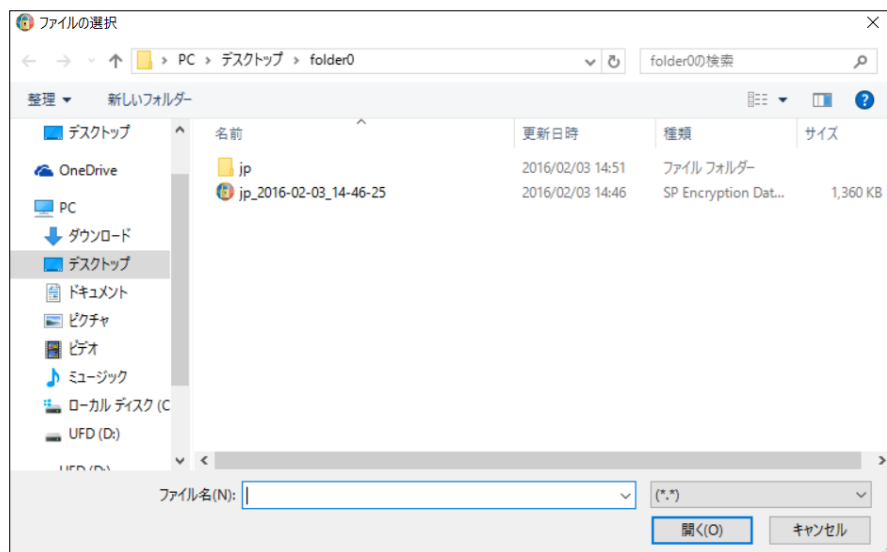 ファイルの選択
PC > デスクトップ > folder0
folder0の検索
整理 新しいフォルダー
デスクトップ
OneDrive
PC
ダウンロード
デスクトップ
ドキュメント
ピクチャ
ビデオ
ミュージック
ローカル ディスク (C
UFD (D:)
UFD (D:)
名前 更新日時 種類 サイズ
jp 2016/02/03 14:51 ファイル フォルダー
jp_2016-02-03_14-46-25 2016/02/03 14:46 SP Encryption Dat... 1,360 KB
ファイル名(N): (*.*)
開く(O) キャンセル